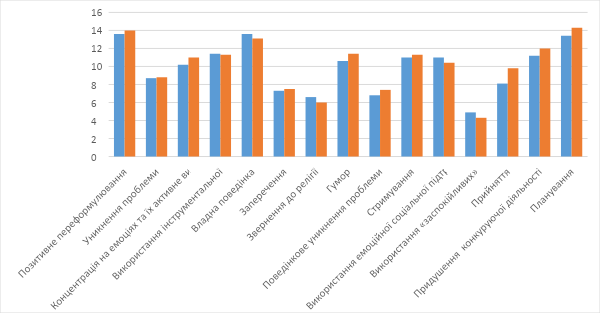 16
14
12
10
8
6
4
2
0
Позитивне переформулювання
Уникнення проблеми
Концентрація на емоціях та їх активне ви
Використання інструментальної
Владна поведінка
Заперечення
Звернення до релігії
Гумор
Поведінкове уникнення проблеми
Стримування
Використання емоційної соціальної підті
Використання «заспокійливих»
Прийняття
Придушення конкуруючої діяльності
Планування